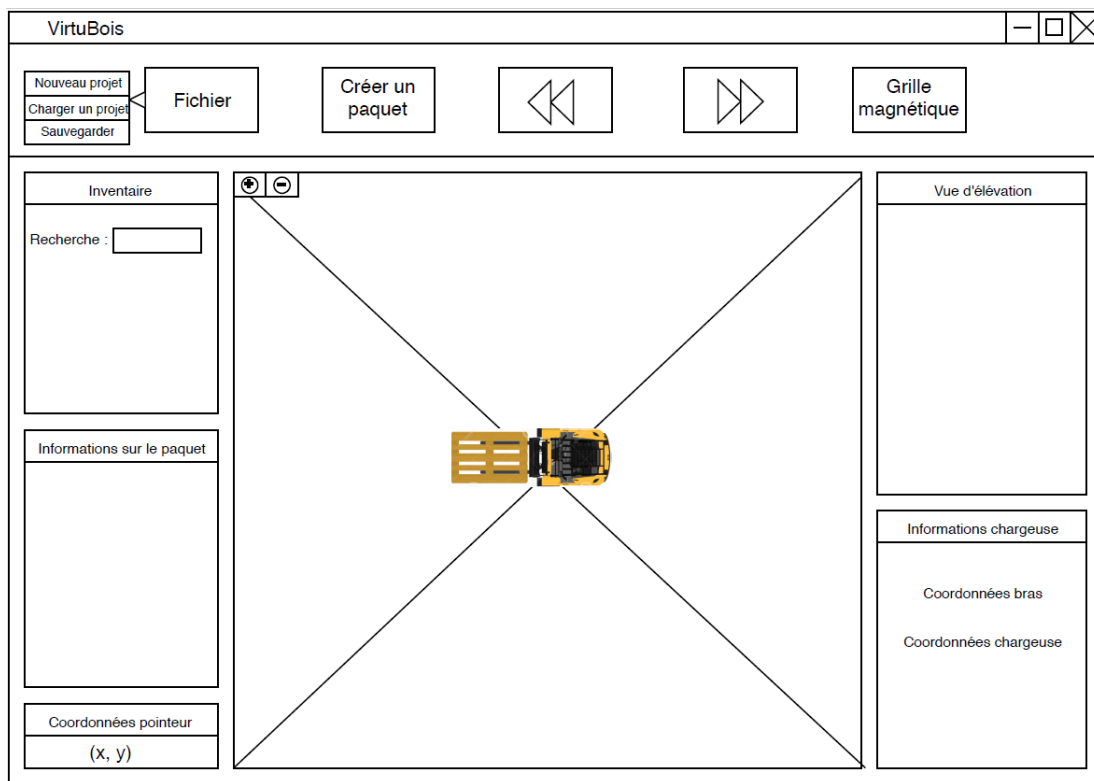 VirtuBois
Nouveau projet
Charger un projet
Sauvegarder
Fichier
Créer un
paquet
Grille
magnétique
Inventaire
Recherche :
Informations sur le paquet
Coordonnées pointeur
(x, y)
Vue d'élévation
Informations chargeuse
Coordonnées bras
Coordonnées chargeuse